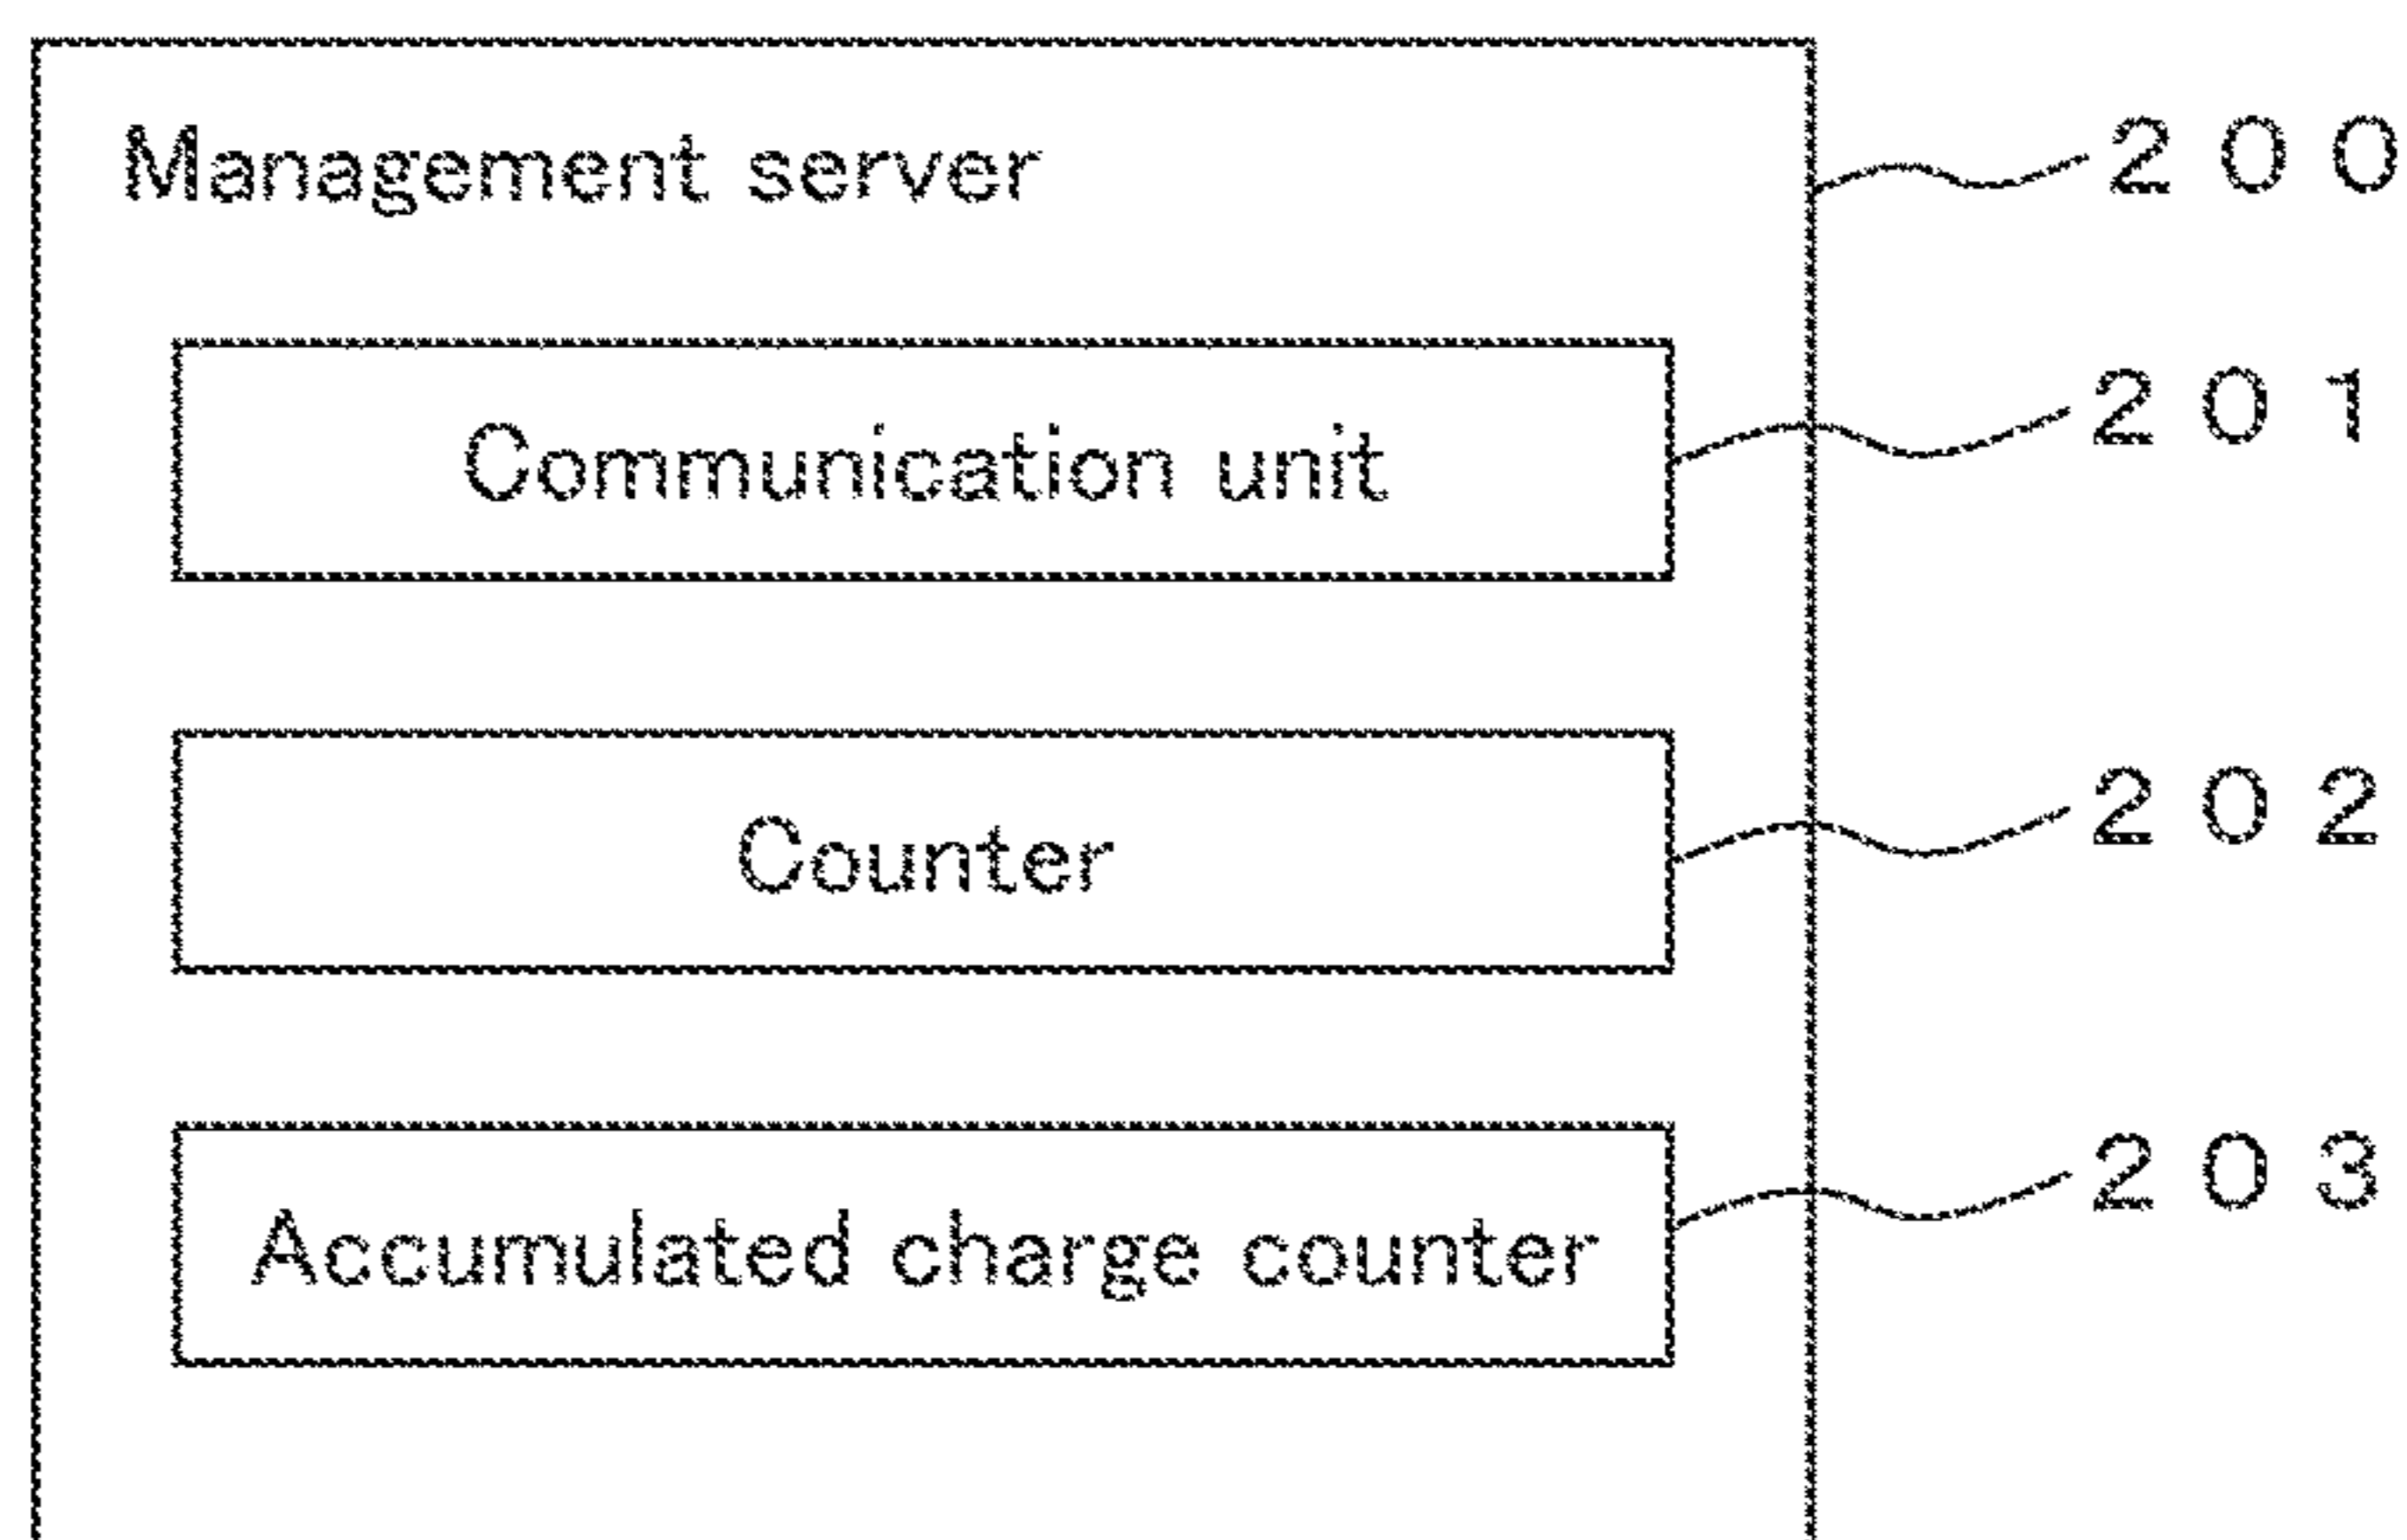 Management server 200
Communication unit 201
Counter 202
Accumulated charge counter 203